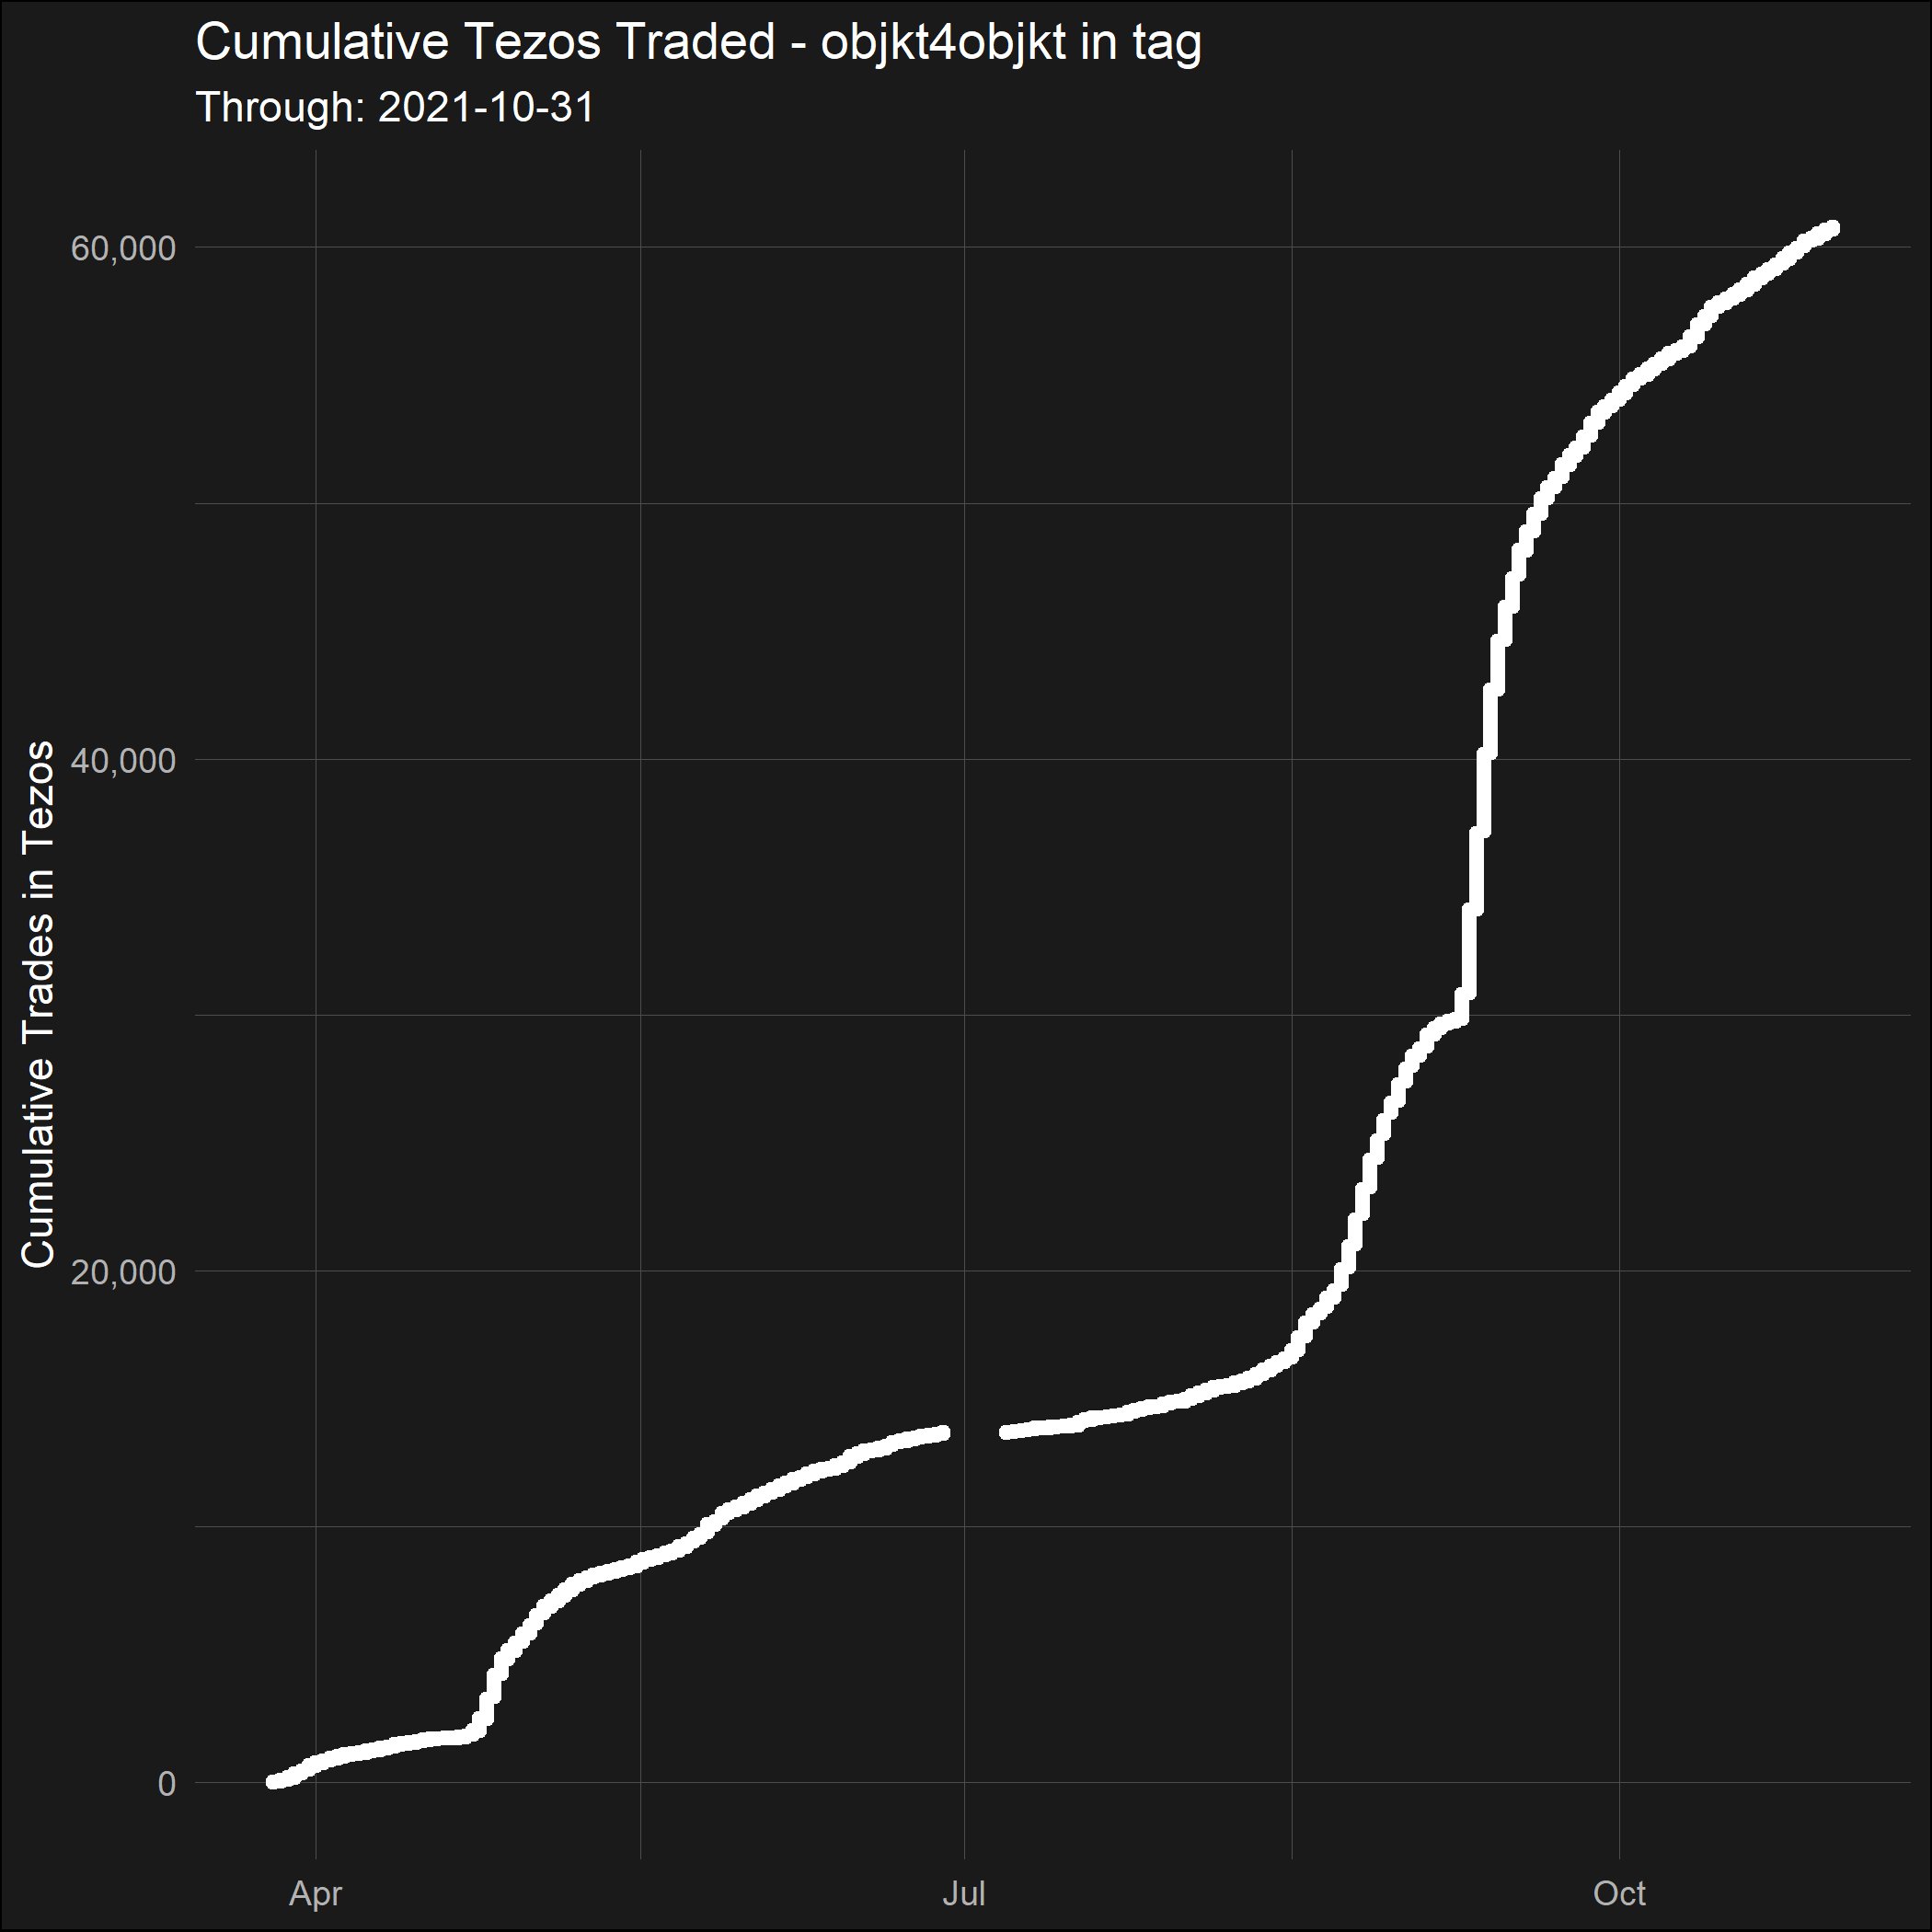 Cumulative Tezos Traded - objkt4objkt in tag
Through: 2021-10-31
Cumulative Trades in Tezos
60,000
40,000
20,000
0
Apr
Jul
Oct